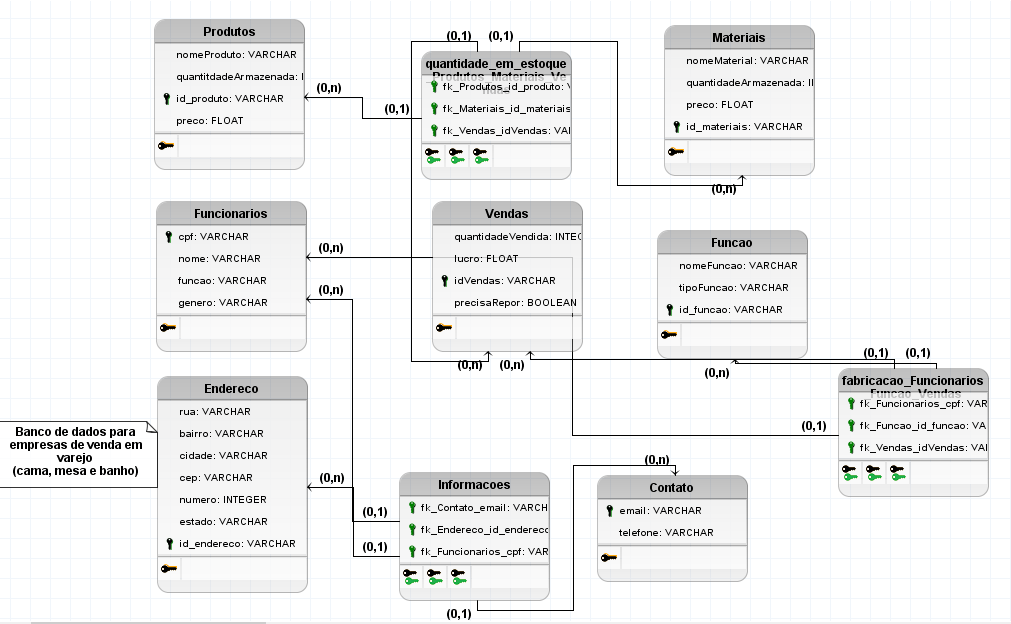 Produtos
nomeProduto: VARCHAR
quantitdadeArmazenada: I
id_produto: VARCHAR
preco: FLOAT
(0,n)
(0,1)
(0,1)
(0,1)
quantidade_em_estoque
Produtos_Materiais_Ve
fk_Produtos_id_produto: V
fk_Materiais_id_materiais
fk_Vendas_idVendas: VAI
Materiais
nomeMaterial: VARCHAR
quantidadeArmazenada: II
preco: FLOAT
id_materiais: VARCHAR
(0,n)
Funcionarios
cpf: VARCHAR
nome: VARCHAR
funcao: VARCHAR
genero: VARCHAR
(0,n)
(0,n)
Vendas
quantidadeVendida: INTEC
lucro: FLOAT
idVendas: VARCHAR
precisaRepor: BOOLEAN
(0,n)
(0,n)
Funcao
nomeFuncao: VARCHAR
tipoFuncao: VARCHAR
id_funcao: VARCHAR
(0,n)
(0,1)
(0,1)
(0,1)
fabricacao_Funcionarios
Funcao_Vendas
fk_Funcionarios_cpf: VAR
fk_Funcao_id_funcao: VA
fk_Vendas_idVendas: VAI
Banco de dados para
empresas de venda em
varejo
(cama, mesa e banho)
Endereco
rua: VARCHAR
bairro: VARCHAR
cidade: VARCHAR
cep: VARCHAR
numero: INTEGER
estado: VARCHAR
id_endereco: VARCHAR
(0,n)
(0,1)
(0,1)
Informacoes
fk_Contato_email: VARCH
fk_Endereco_id_endereco
fk_Funcionarios_cpf: VAR
(0,1)
(0,n)
Contato
email: VARCHAR
telefone: VARCHAR